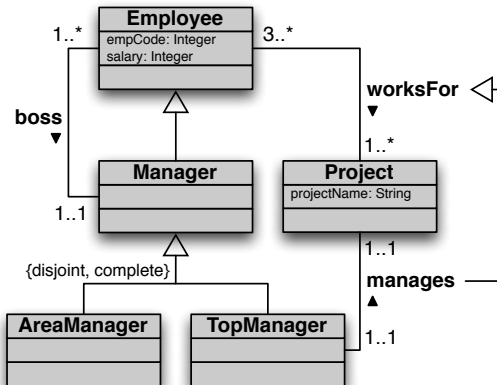 Employee
empCode: Integer
salary: Integer
1..*
3..*
boss
▼
worksFor
▼
1..*
Manager
Project
projectName: String
1..1
1..1
{disjoint, complete}
manages
▲
AreaManager
TopManager
1..1